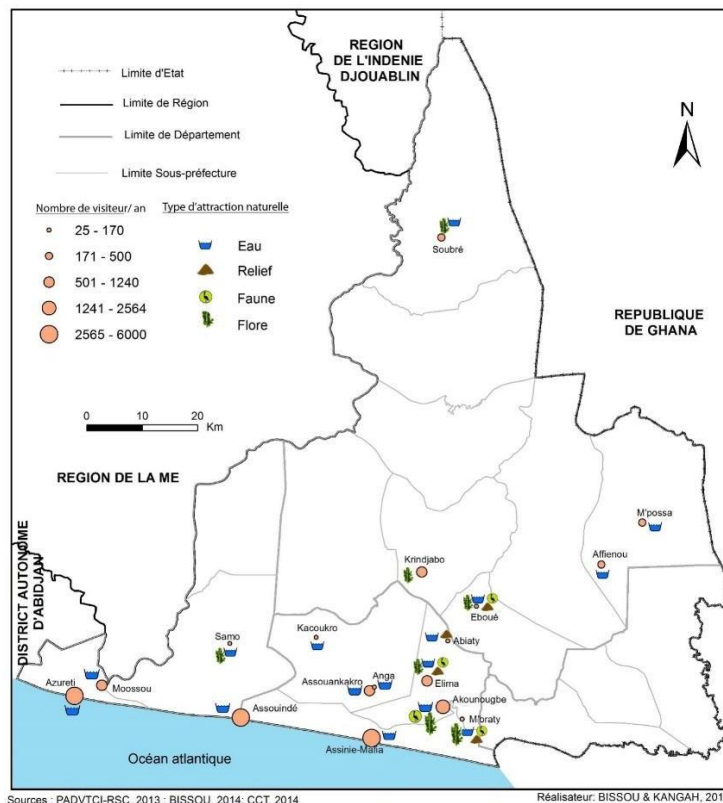 REGION
DE L'INDENIE
DJOUABLIN
Limite d'Etat
Limite de Région
Limite de Département
Limite Sous-préfecture
N
Nombre de visiteur/ an
Type d'attraction naturelle
25 - 170
171 - 500
501 - 1240
1241 - 2564
2565 - 6000
Eau
Relief
Faune
Flore
Soubré
REPUBLIQUE
DE GHANA
0 10 20
Km
REGION DE LA ME
DISTRICT AUTONOME
D'ABIDJAN
M'possa
Affienou
Krindjabo
Eboué
Samo
Kacoukro
Abiaty
Assouankakro
Anga
Elima
Azureti
Moossou
Assouindé
Akounougbe
M'braty
Assinie-Mafia
Océan atlantique
Sources : PADVTCI-RSC, 2013 ; BISSOU, 2014; CCT, 2014
Réalisateur: BISSOU & KANGAH,